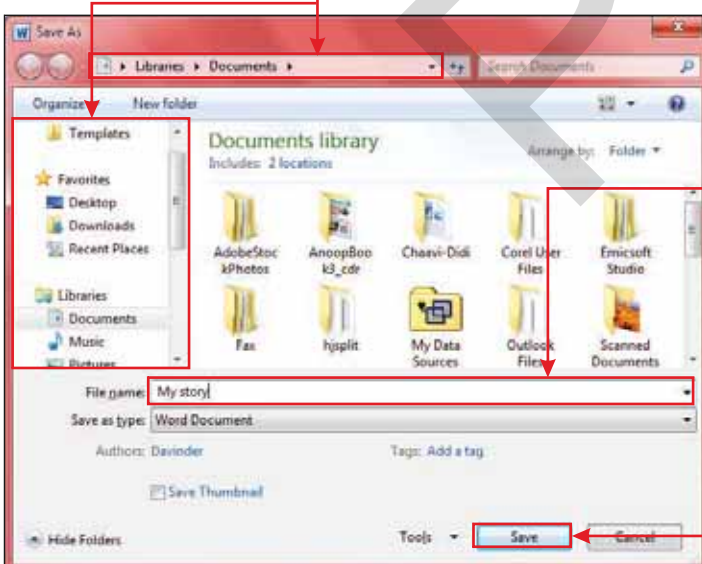 Save As
Libraries Documents
Search Documents
Organize New folder
Templates
Favorites
Desktop
Downloads
Recent Places
Libraries
Documents
Music
Pictures
Documents library
Includes: 2 locations
Arrange by: Folder
AdobeStoc
kPhotos
AnoopBoo
k3_cdr
Chaavi-Didi
Corel User
Files
Emicsoft
Studio
Fax
hjsplit
My Data
Sources
Outlook
Files
Scanned
Documents
File name: My story
Save as type: Word Document
Authors: Davinder
Tags: Add a tag
Save Thumbnail
Hide Folders
Tools Save Cancel